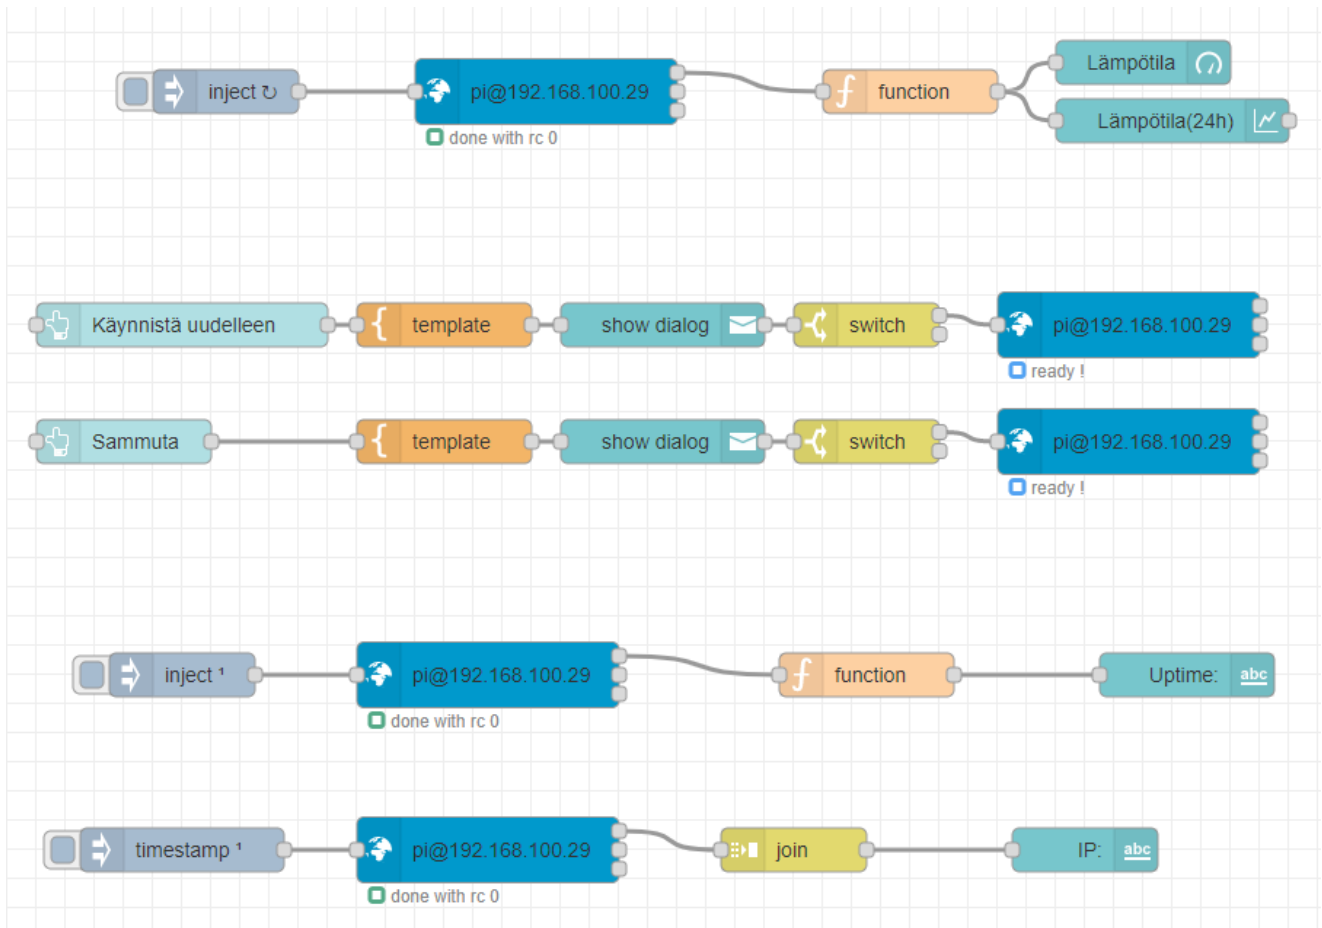 Lämpötila
inject ↻ pi@192.168.100.29 function
Lämpötila(24h)
done with rc 0
Käynnistä uudelleen template show dialog switch pi@192.168.100.29
ready !
Sammuta template show dialog switch pi@192.168.100.29
ready !
inject ¹ pi@192.168.100.29 function Uptime: abc
done with rc 0
timestamp ¹ pi@192.168.100.29 join IP: abc
done with rc 0